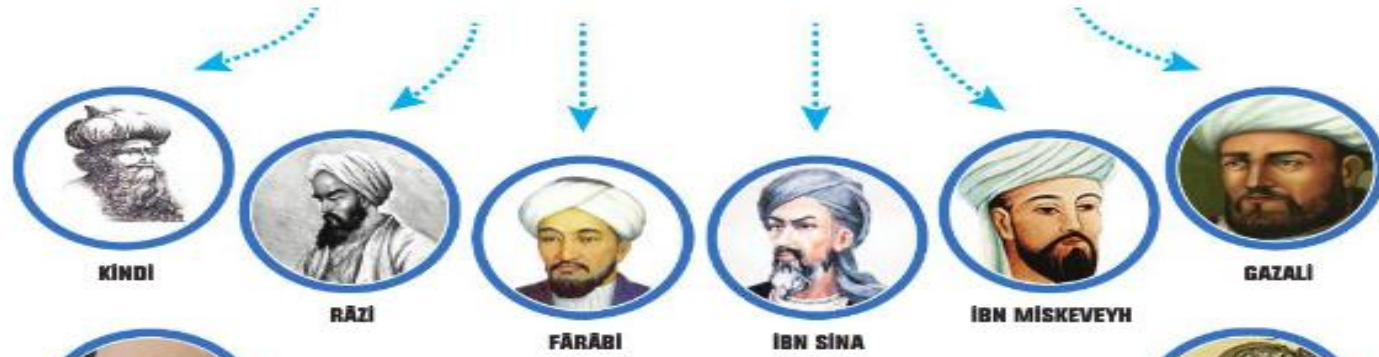 KİNDİ
RÂZİ
FÂRÂBİ
İBN SİNA
İBN MİSKEVEYH
GAZALİ